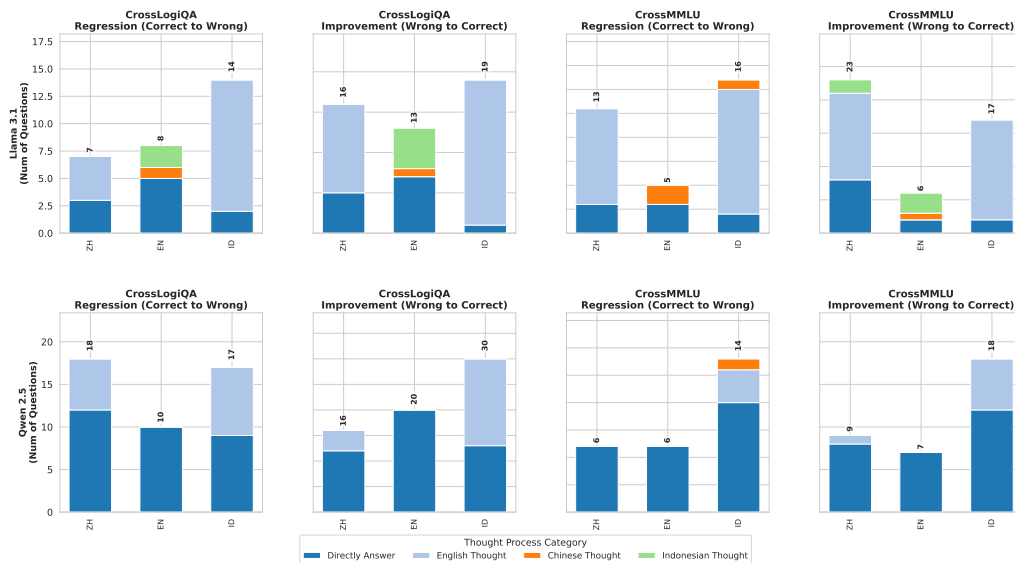 CrossLogiQA
Regression (Correct to Wrong)
CrossLogiQA
Improvement (Wrong to Correct)
CrossMMLU
Regression (Correct to Wrong)
CrossMMLU
Improvement (Wrong to Correct)
Llama 3.1
(Num of Questions)
17.5
15.0
12.5
10.0
7.5
5.0
2.5
0.0
7
8
14
ZH
EN
ID
16
13
19
ZH
EN
ID
13
5
16
ZH
EN
ID
23
6
17
ZH
EN
ID
CrossLogiQA
Regression (Correct to Wrong)
CrossLogiQA
Improvement (Wrong to Correct)
CrossMMLU
Regression (Correct to Wrong)
CrossMMLU
Improvement (Wrong to Correct)
Qwen 2.5
(Num of Questions)
20
15
10
5
0
18
10
17
ZH
EN
ID
16
20
30
ZH
EN
ID
6
6
14
ZH
EN
ID
9
7
18
ZH
EN
ID
Thought Process Category
Directly Answer
English Thought
Chinese Thought
Indonesian Thought